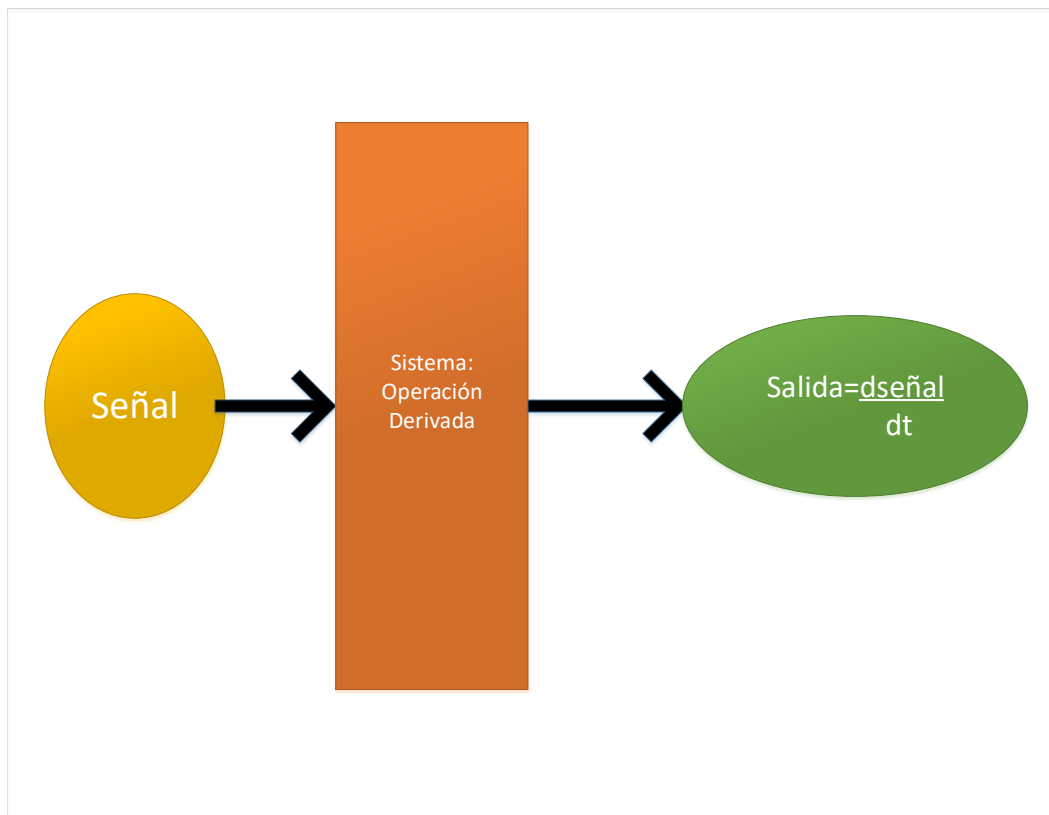 Señal
Sistema:
Operación
Derivada
Salida=dseñal
dt